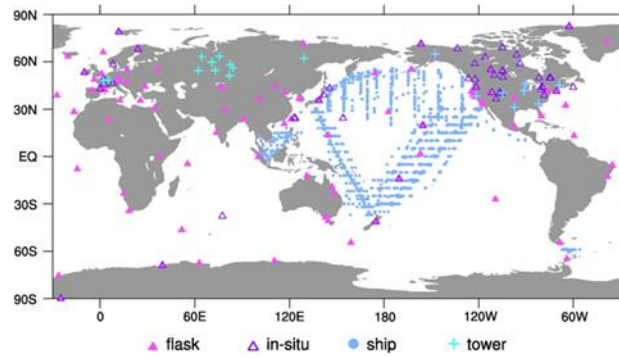 90N
60N
30N
EQ
30S
60S
90S
0 60E 120E 180 120W 60W
flask in-situ ship tower